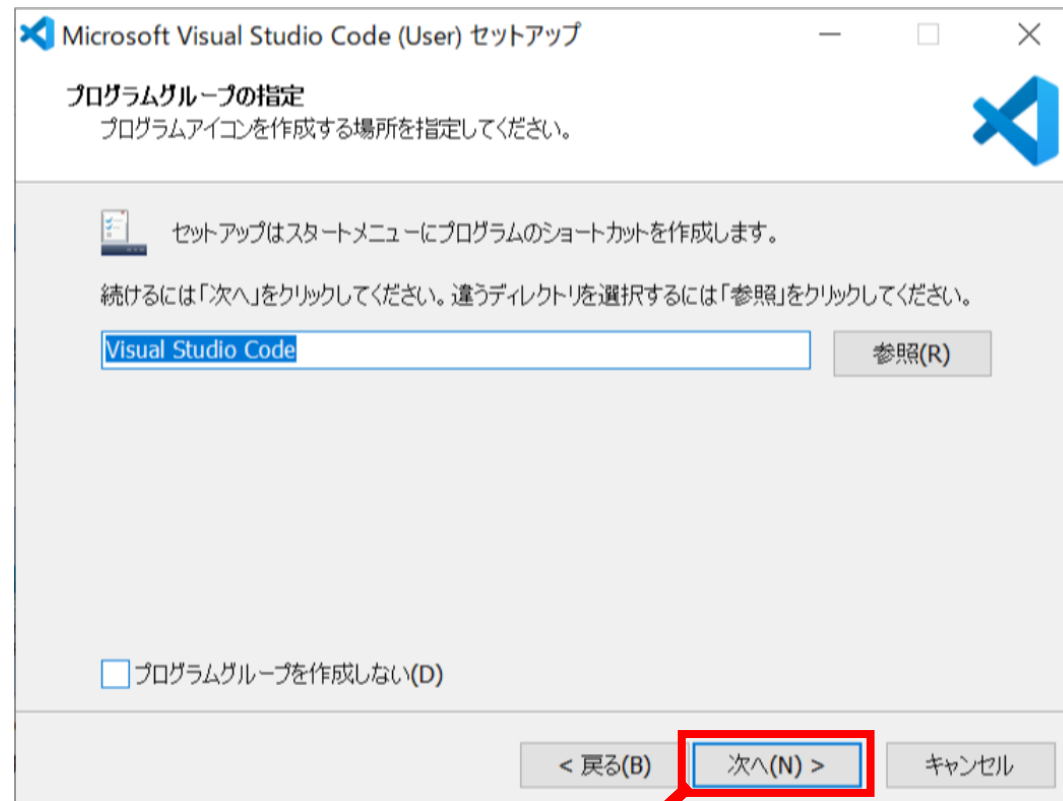 Microsoft Visual Studio Code (User) セットアップ
プログラムグループの指定
プログラムアイコンを作成する場所を指定してください。
セットアップはスタートメニューにプログラムのショートカットを作成します。
続けるには「次へ」をクリックしてください。違うディレクトリを選択するには「参照」をクリックしてください。
Visual Studio Code
参照(R)
プログラムグループを作成しない(D)
< 戻る(B)
次へ(N) >
キャンセル